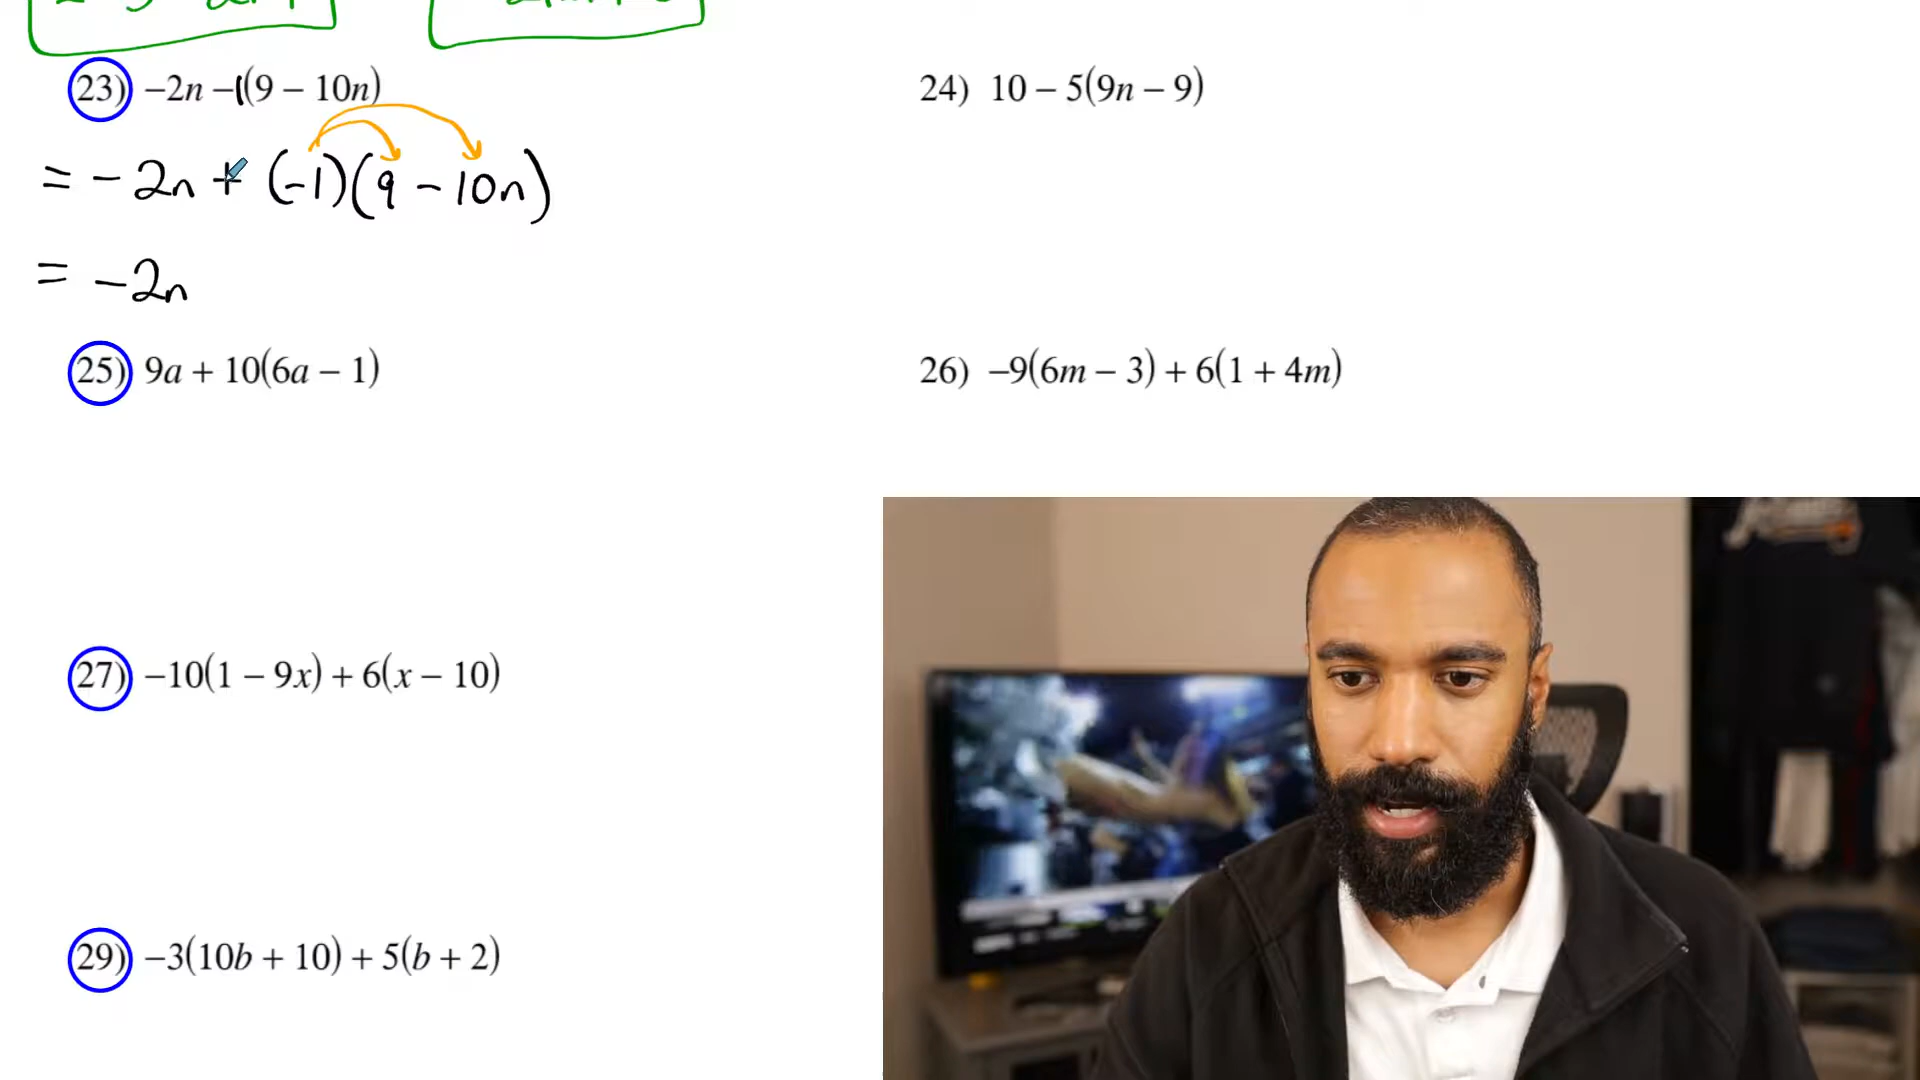 23) −2n −1(9 − 10n)
= −2n + (−1)(9 − 10n)
= −2n
24) 10 − 5(9n − 9)
25) 9a + 10(6a − 1)
26) −9(6m − 3) + 6(1 + 4m)
27) −10(1 − 9x) + 6(x − 10)
29) −3(10b + 10) + 5(b + 2)